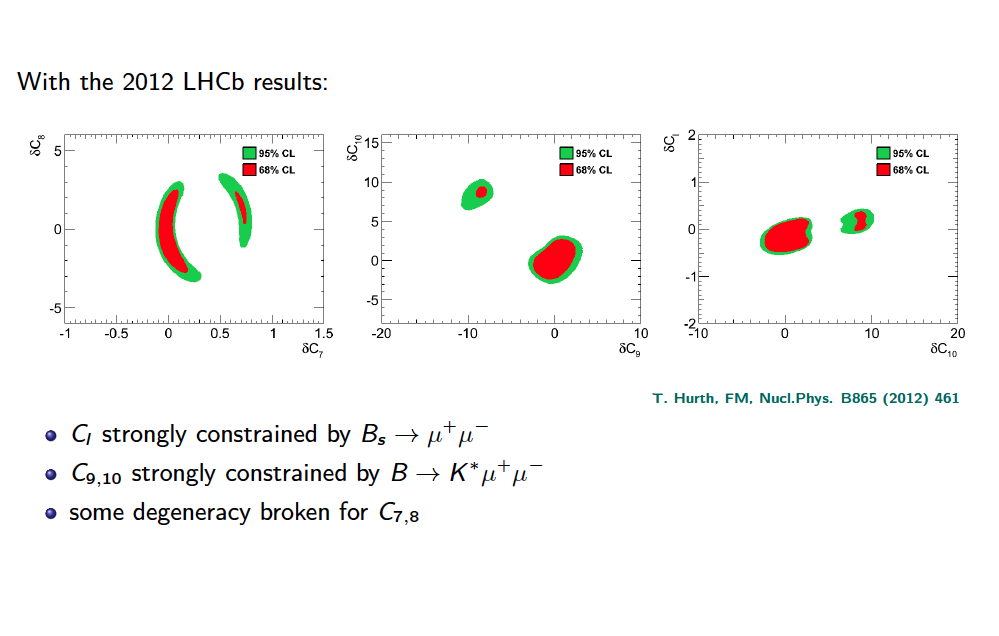 With the 2012 LHCb results:
δC₈
5
0
-5
-1 -0.5 0 0.5 1 1.5
δC₇
95% CL
68% CL
δC₁₀
15
10
5
0
-5
-20 -10 0 10
δC₉
95% CL
68% CL
δCₗ
2
1
0
-1
-2
-10 0 10 20
δC₁₀
95% CL
68% CL
T. Hurth, FM, Nucl.Phys. B865 (2012) 461
Cₗ strongly constrained by Bₛ → μ⁺μ⁻
C₉,₁₀ strongly constrained by B → K*μ⁺μ⁻
some degeneracy broken for C₇,₈